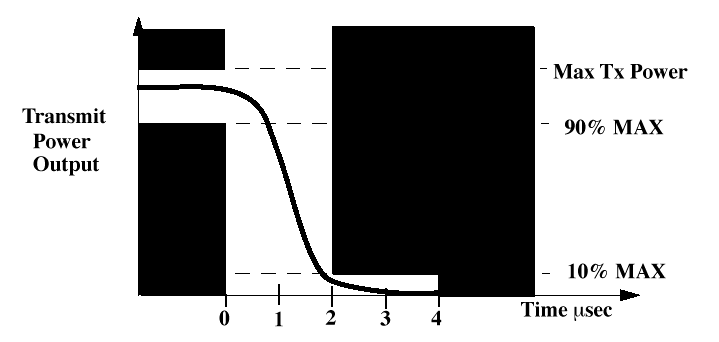 Max Tx Power
Transmit
Power
Output
90% MAX
10% MAX
0
1
2
3
4
Time μsec